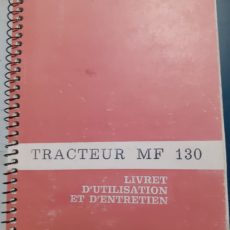 TRACTEUR MF 130
LIVRET
D'UTILISATION
ET D'ENTRETIEN